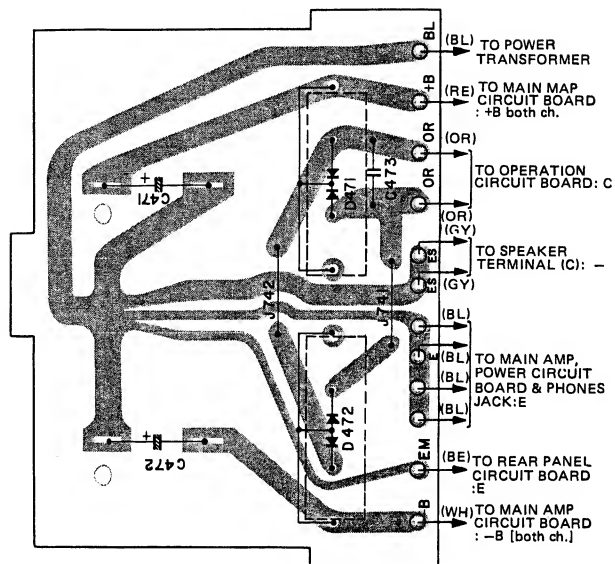 BL
(BL) TO POWER
TRANSFORMER
+B
(RE) TO MAIN MAP
CIRCUIT BOARD
: +B both ch.
OR
(OR)
OR
TO OPERATION
CIRCUIT BOARD: C
(OR)
(GY)
ES
TO SPEAKER
TERMINAL (C): –
ES
(GY)
(BL)
E
(BL) TO MAIN AMP,
POWER CIRCUIT
(BL) BOARD & PHONES
JACK:E
(BL)
EM
(BE) TO REAR PANEL
CIRCUIT BOARD
:E
B
(WH) TO MAIN AMP
CIRCUIT BOARD
: –B [both ch.]
+
C471
D471
C473
J742
J741
D472
+
C472